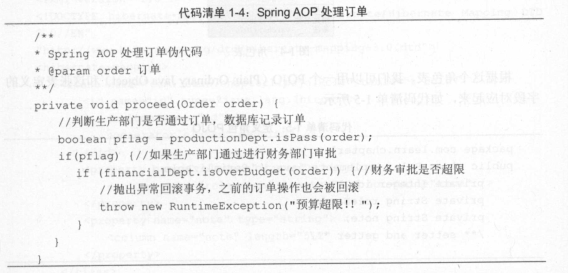 代码清单 1-4：Spring AOP 处理订单
/**
* Spring AOP 处理订单伪代码
* @param order 订单
**/
private void proceed(Order order) {
//判断生产部门是否通过订单，数据库记录订单
boolean pflag = productionDept.isPass(order);
if(pflag) {//如果生产部门通过进行财务部门审批
if (financialDept.isOverBudget(order)) {//财务审批是否超限
//抛出异常回滚事务，之前的订单操作也会被回滚
throw new RuntimeException("预算超限!! ");
}
}
}